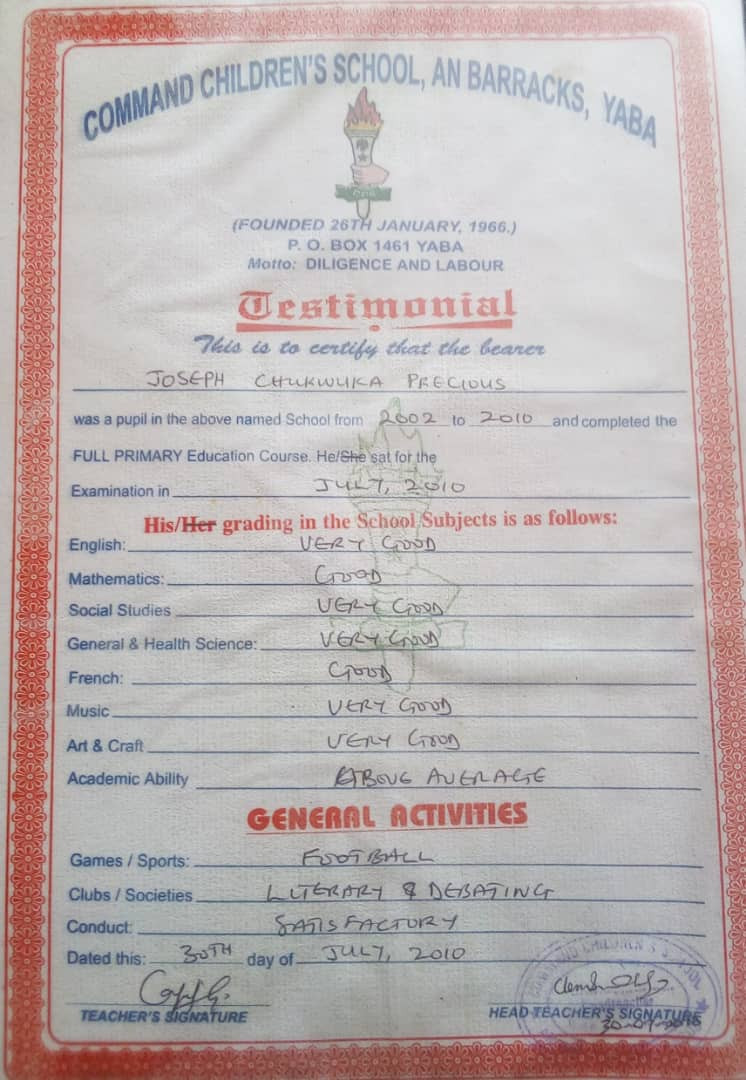 COMMAND CHILDREN'S SCHOOL, AN BARRACKS, YABA
(FOUNDED 26TH JANUARY, 1966.)
P. O. BOX 1461 YABA
Motto: DILIGENCE AND LABOUR
Testimonial
This is to certify that the bearer
JOSEPH CHUKWUKA PRECIOUS
was a pupil in the above named School from 2002 to 2010 and completed the
FULL PRIMARY Education Course. He/She sat for the
Examination in JULY, 2010
His/Her grading in the School Subjects is as follows:
English: VERY GOOD
Mathematics: GOOD
Social Studies VERY GOOD
General & Health Science: VERY GOOD
French: GOOD
Music VERY GOOD
Art & Craft VERY GOOD
Academic Ability ABOVE AVERAGE
GENERAL ACTIVITIES
Games / Sports: FOOTBALL
Clubs / Societies LITERARY & DEBATING
Conduct: SATISFACTORY
Dated this: 30TH day of JULY, 2010
COMMAND CHILDREN'S SCHOOL
TEACHER'S SIGNATURE HEAD TEACHER'S SIGNATURE